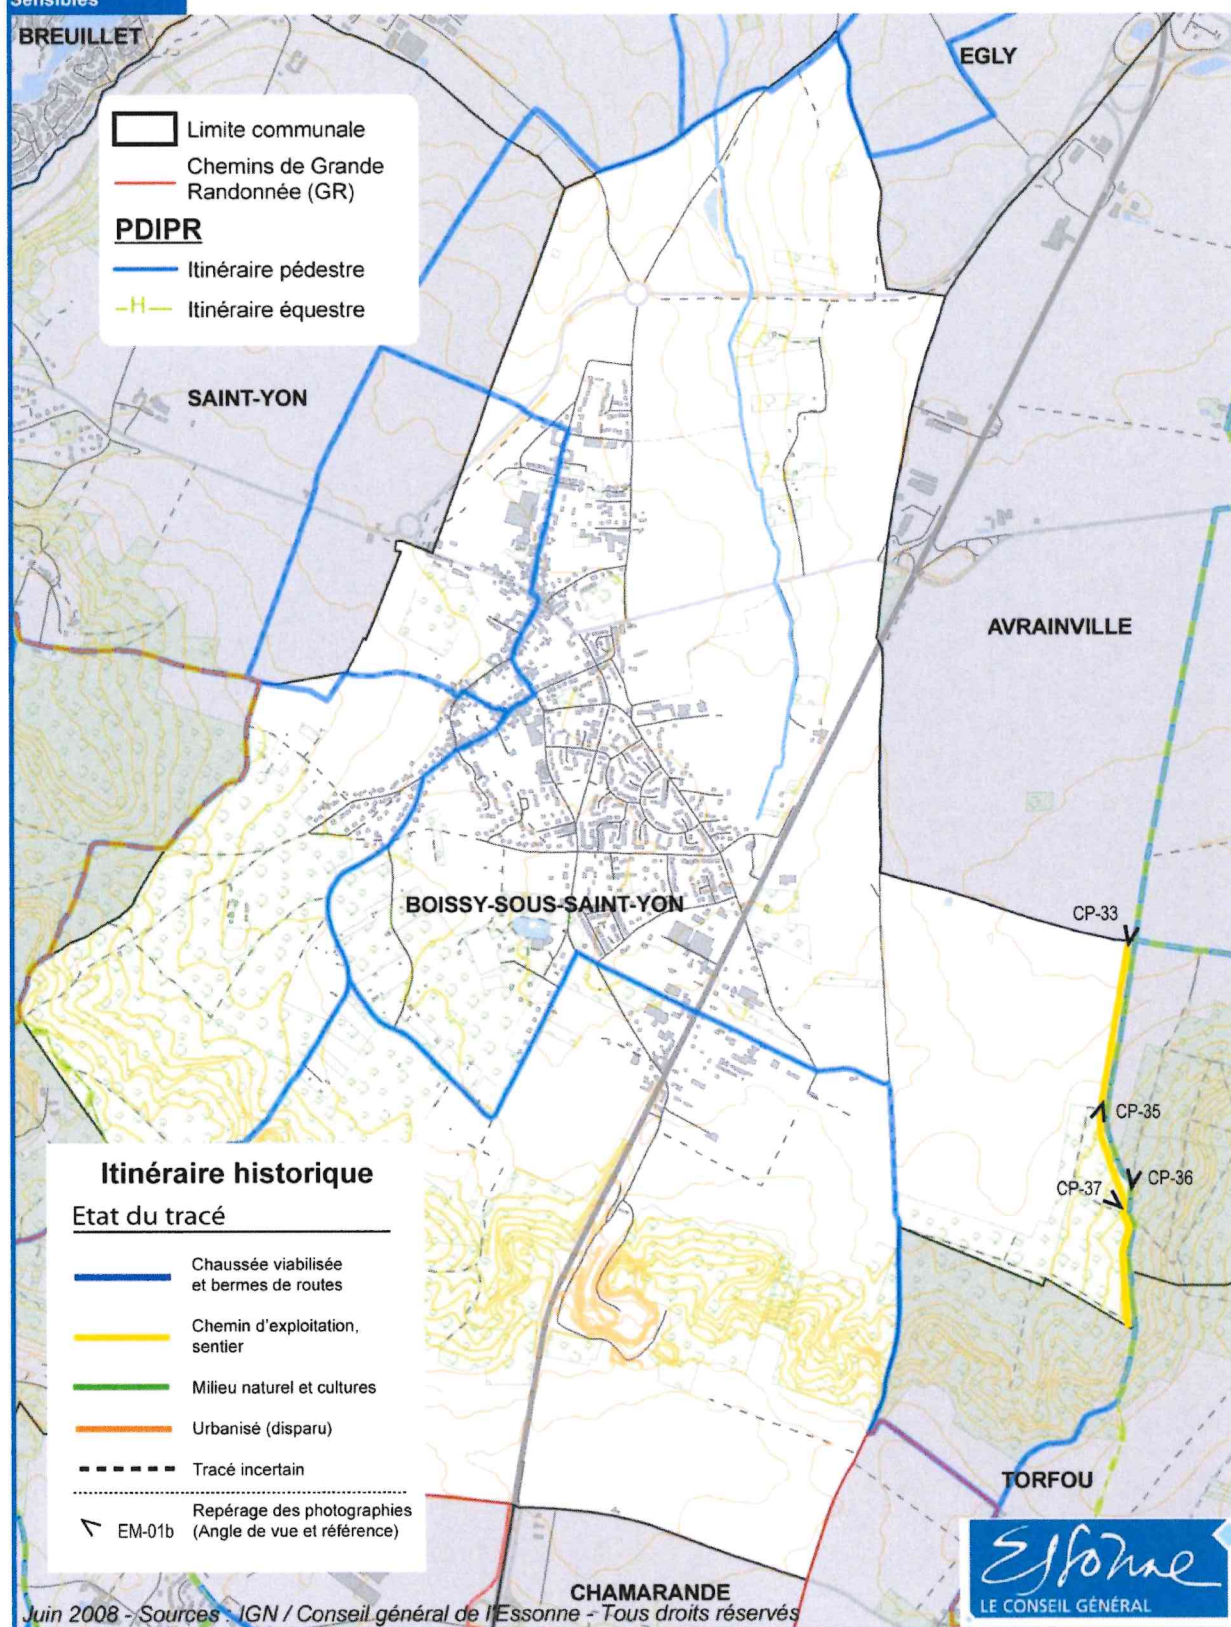 Sensibles
BREUILLET
EGLY
Limite communale
Chemins de Grande
Randonnée (GR)
PDIPR
Itinéraire pédestre
H Itinéraire équestre
SAINT-YON
AVRAINVILLE
BOISSY-SOUS-SAINT-YON
CP-33
CP-35
CP-36
CP-37
Itinéraire historique
Etat du tracé
Chaussée viabilisée
et bermes de routes
Chemin d'exploitation,
sentier
Milieu naturel et cultures
Urbanisé (disparu)
Tracé incertain
Repérage des photographies
EM-01b (Angle de vue et référence)
TORFOU
Essonne
LE CONSEIL GÉNÉRAL
CHAMARANDE
Juin 2008 - Sources : IGN / Conseil général de l'Essonne - Tous droits réservés